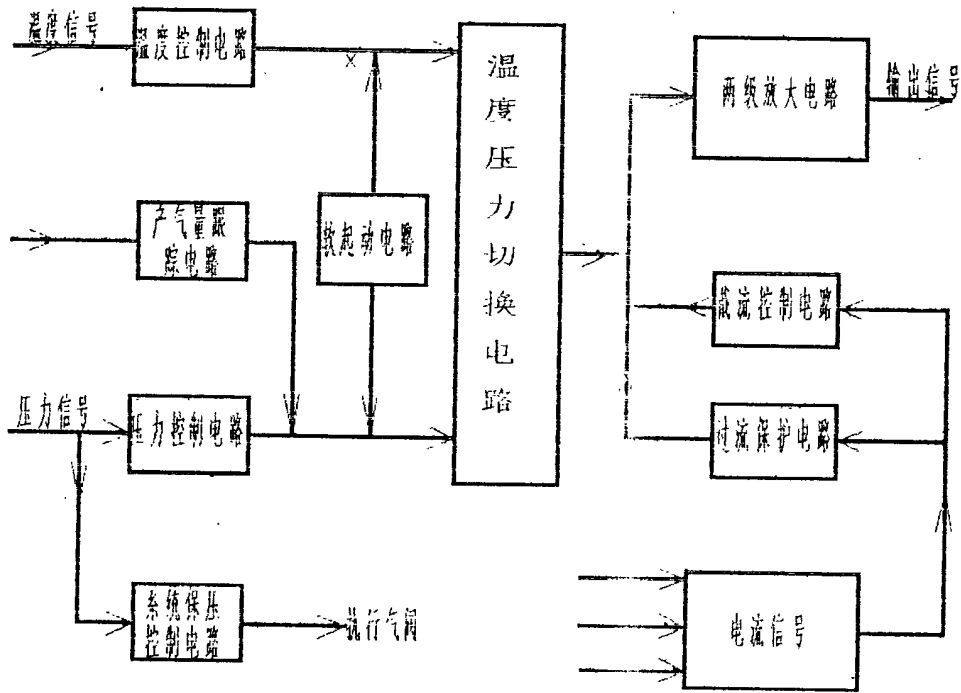 温度信号
温度控制电路
产气量跟
踪电路
软起动电路
压力信号
压力控制电路
系统保压
控制电路
执行气阀
温度压力切换电路
两级放大电路
输出信号
截流控制电路
过流保护电路
电流信号